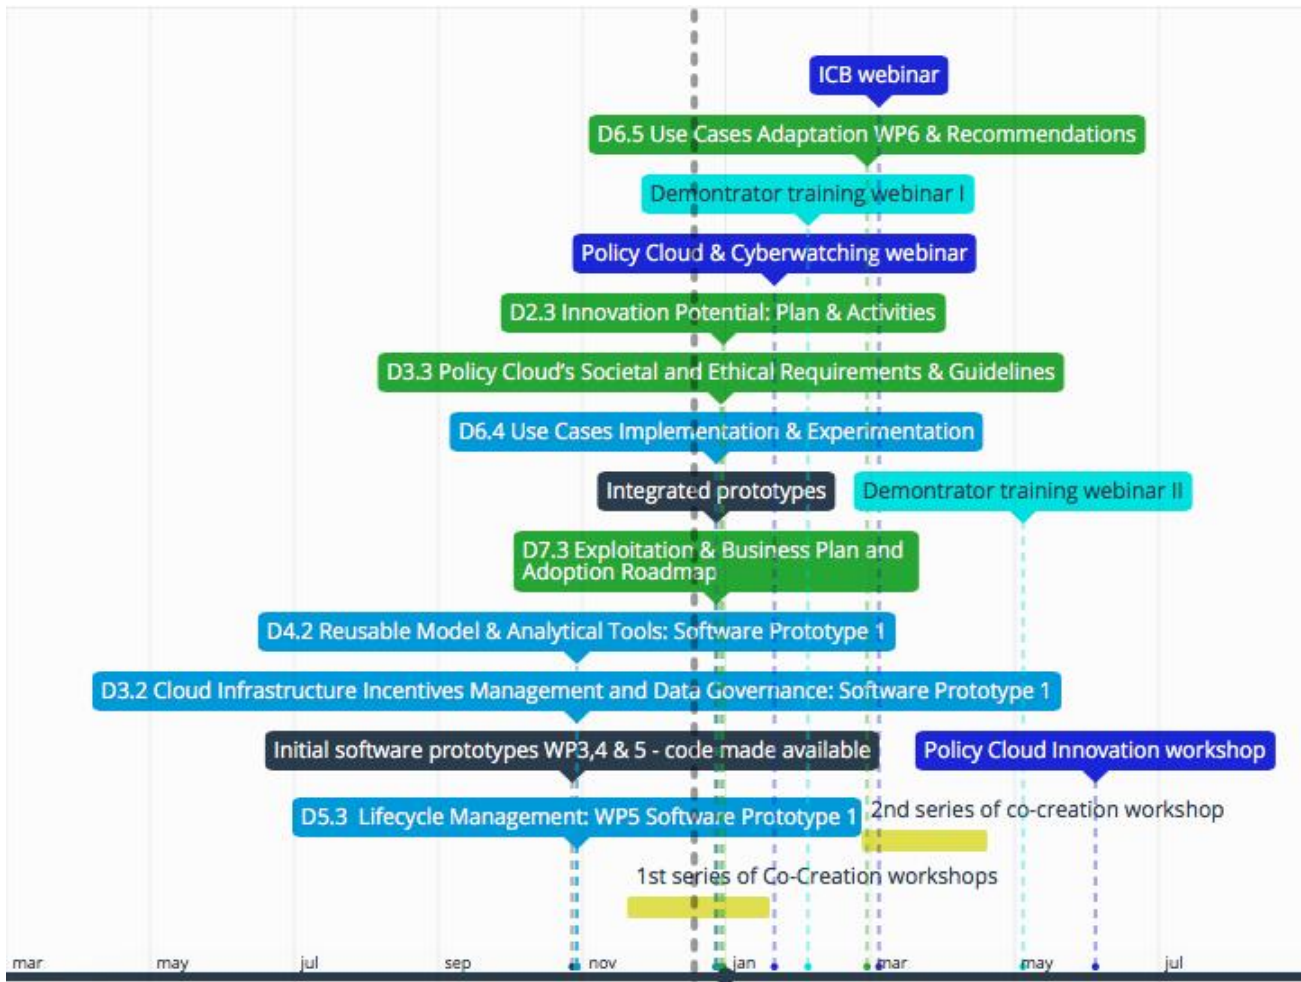 ICB webinar
D6.5 Use Cases Adaptation WP6 & Recommendations
Demontrator training webinar I
Policy Cloud & Cyberwatching webinar
D2.3 Innovation Potential: Plan & Activities
D3.3 Policy Cloud's Societal and Ethical Requirements & Guidelines
D6.4 Use Cases Implementation & Experimentation
Integrated prototypes
Demontrator training webinar II
D7.3 Exploitation & Business Plan and
Adoption Roadmap
D4.2 Reusable Model & Analytical Tools: Software Prototype 1
D3.2 Cloud Infrastructure Incentives Management and Data Governance: Software Prototype 1
Initial software prototypes WP3,4 & 5 - code made available
Policy Cloud Innovation workshop
D5.3 Lifecycle Management: WP5 Software Prototype 1
2nd series of co-creation workshop
1st series of Co-Creation workshops
mar may jul sep nov jan mar may jul